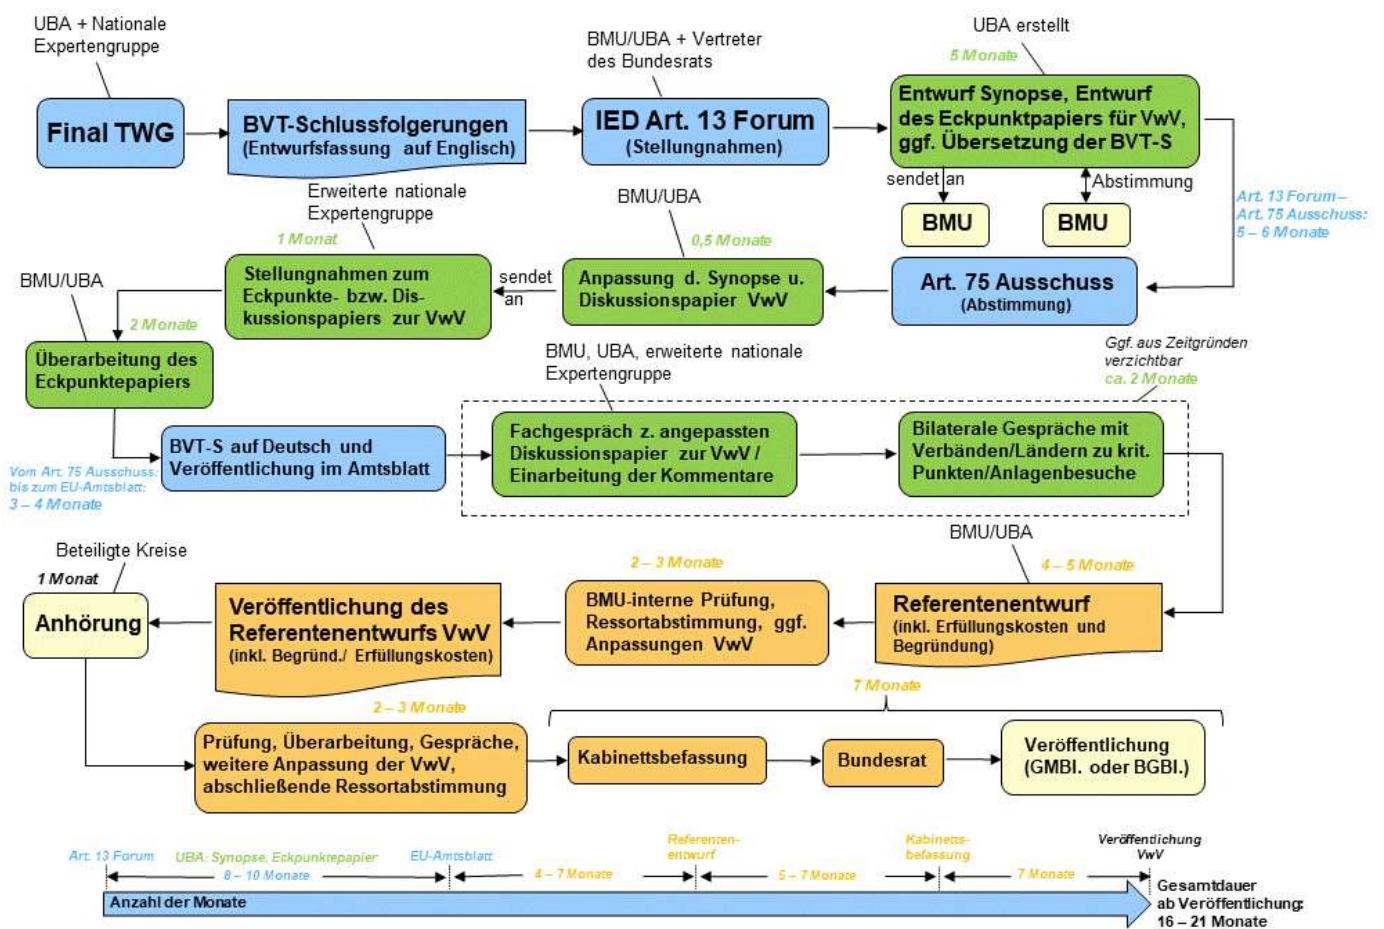 UBA + Nationale
Expertengruppe
Final TWG
BVT-Schlussfolgerungen
(Entwurfsfassung auf Englisch)
BMU/UBA + Vertreter
des Bundesrats
IED Art. 13 Forum
(Stellungnahmen)
UBA erstellt
5 Monate
Entwurf Synopse, Entwurf
des Eckpunktpapiers für VwV,
ggf. Übersetzung der BVT-S
sendet an
Abstimmung
BMU
BMU
Art. 13 Forum –
Art. 75 Ausschuss:
5 – 6 Monate
Art. 75 Ausschuss
(Abstimmung)
BMU/UBA
0,5 Monate
Anpassung d. Synopse u.
Diskussionspapier VwV
sendet
an
Erweiterte nationale
Expertengruppe
1 Monat
Stellungnahmen zum
Eckpunkte- bzw. Dis-
kussionspapiers zur VwV
BMU/UBA
2 Monate
Überarbeitung des
Eckpunktepapiers
BVT-S auf Deutsch und
Veröffentlichung im Amtsblatt
Vom Art. 75 Ausschuss:
bis zum EU-Amtsblatt:
3 – 4 Monate
BMU, UBA, erweiterte nationale
Expertengruppe
Fachgespräch z. angepassten
Diskussionspapier zur VwV /
Einarbeitung der Kommentare
Ggf. aus Zeitgründen
verzichtbar
ca. 2 Monate
Bilaterale Gespräche mit
Verbänden/Ländern zu krit.
Punkten/Anlagenbesuche
BMU/UBA
4 – 5 Monate
Referentenentwurf
(inkl. Erfüllungskosten und
Begründung)
2 – 3 Monate
BMU-interne Prüfung,
Ressortabstimmung, ggf.
Anpassungen VwV
Veröffentlichung des
Referentenentwurfs VwV
(inkl. Begründ./ Erfüllungskosten)
Beteiligte Kreise
1 Monat
Anhörung
2 – 3 Monate
Prüfung, Überarbeitung, Gespräche,
weitere Anpassung der VwV,
abschließende Ressortabstimmung
7 Monate
Kabinettsbefassung
Bundesrat
Veröffentlichung
(GMBl. oder BGBl.)
Art. 13 Forum
UBA: Synopse, Eckpunktepapier
8 – 10 Monate
EU-Amtsblatt
4 – 7 Monate
Referenten-
entwurf
5 – 7 Monate
Kabinetts-
befassung
7 Monate
Veröffentlichung
VwV
Anzahl der Monate
Gesamtdauer
ab Veröffentlichung:
16 – 21 Monate